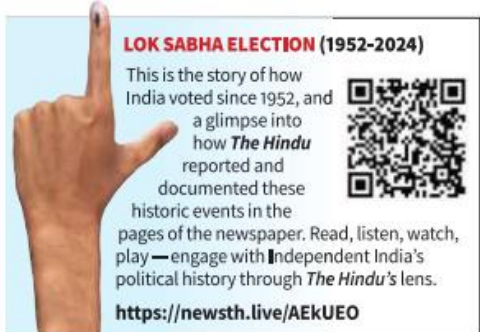 LOK SABHA ELECTION (1952-2024)
This is the story of how
India voted since 1952, and
a glimpse into
how The Hindu
reported and
documented these
historic events in the
pages of the newspaper. Read, listen, watch,
play — engage with Independent India's
political history through The Hindu's lens.
https://newsth.live/AEkUEO